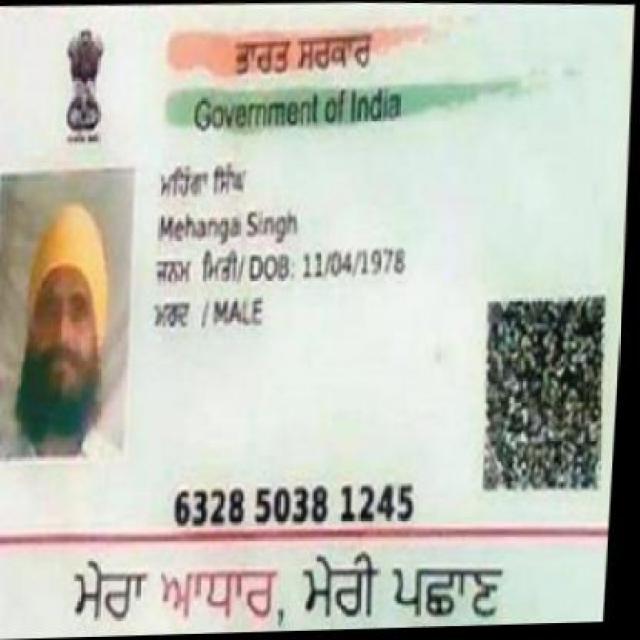 ਭਾਰਤ ਸਰਕਾਰ
Government of India
ਮਹਿੰਗਾ ਸਿੰਘ
Mehanga Singh
ਜਨਮ ਮਿਤੀ/ DOB: 11/04/1978
ਮਰਦ / MALE
6328 5038 1245
ਮੇਰਾ ਆਧਾਰ, ਮੇਰੀ ਪਛਾਣ